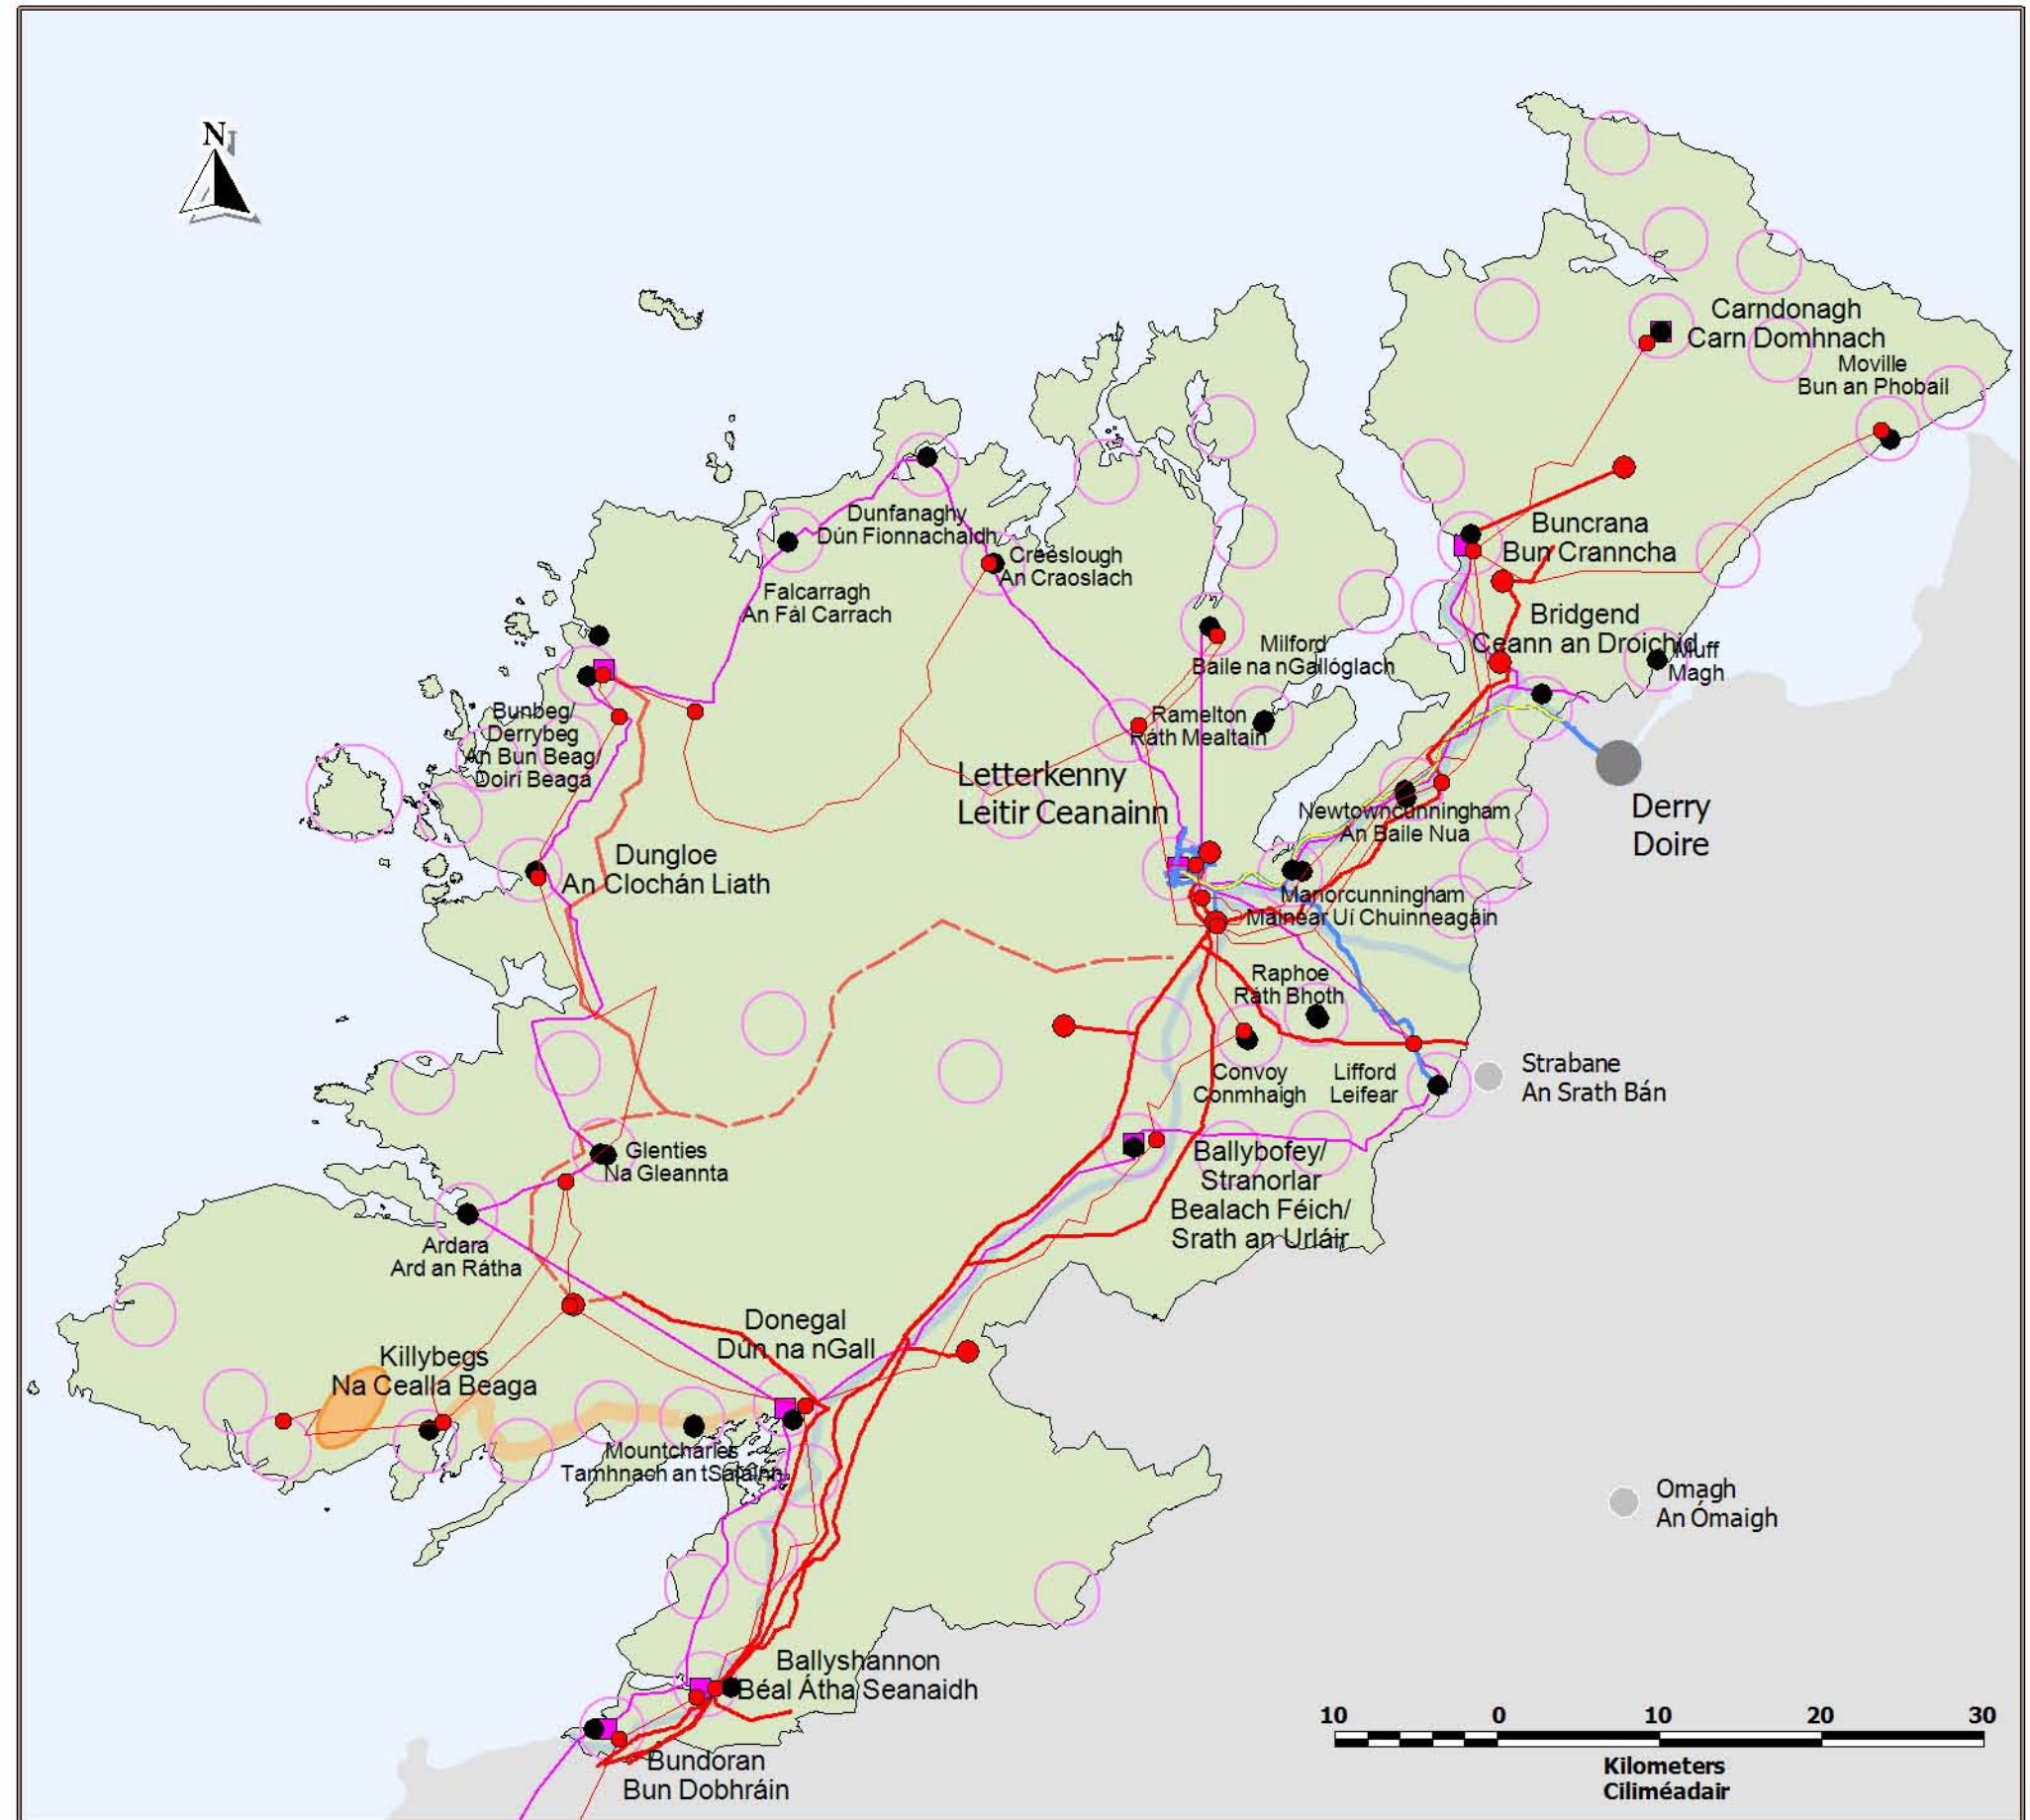 N
Carndonagh
Carn Domhnach
Moville
Bun an Phobail
Dunfanaghy
Dún Fionnachaidh
Creeslough
An Craoslach
Buncrana
Bun Cranncha
Falcarragh
An Fál Carrach
Bridgend
Ceann an Droichid
Muff
Magh
Milford
Baile na nGallóglach
Bunbeg/
Derrybeg
An Bun Beag/
Doirí Beaga
Ramelton
Ráth Mealtain
Letterkenny
Leitir Ceanainn
Newtowncunningham
An Baile Nua
Derry
Doire
Dungloe
An Clochán Liath
Manorcunningham
Mainéar Uí Chuinneagáin
Raphoe
Ráth Bhoth
Convoy
Conmhaigh
Lifford
Leifear
Strabane
An Srath Bán
Glenties
Na Gleannta
Ballybofey/
Stranorlar
Bealach Féich/
Srath an Urláir
Ardara
Ard an Rátha
Donegal
Dún na nGall
Killybegs
Na Cealla Beaga
Mountcharles
Tamhnach an tSalainn
Omagh
An Ómaigh
Ballyshannon
Béal Átha Seanaidh
Bundoran
Bun Dobhráin
10 0 10 20 30
Kilometers
Ciliméadair